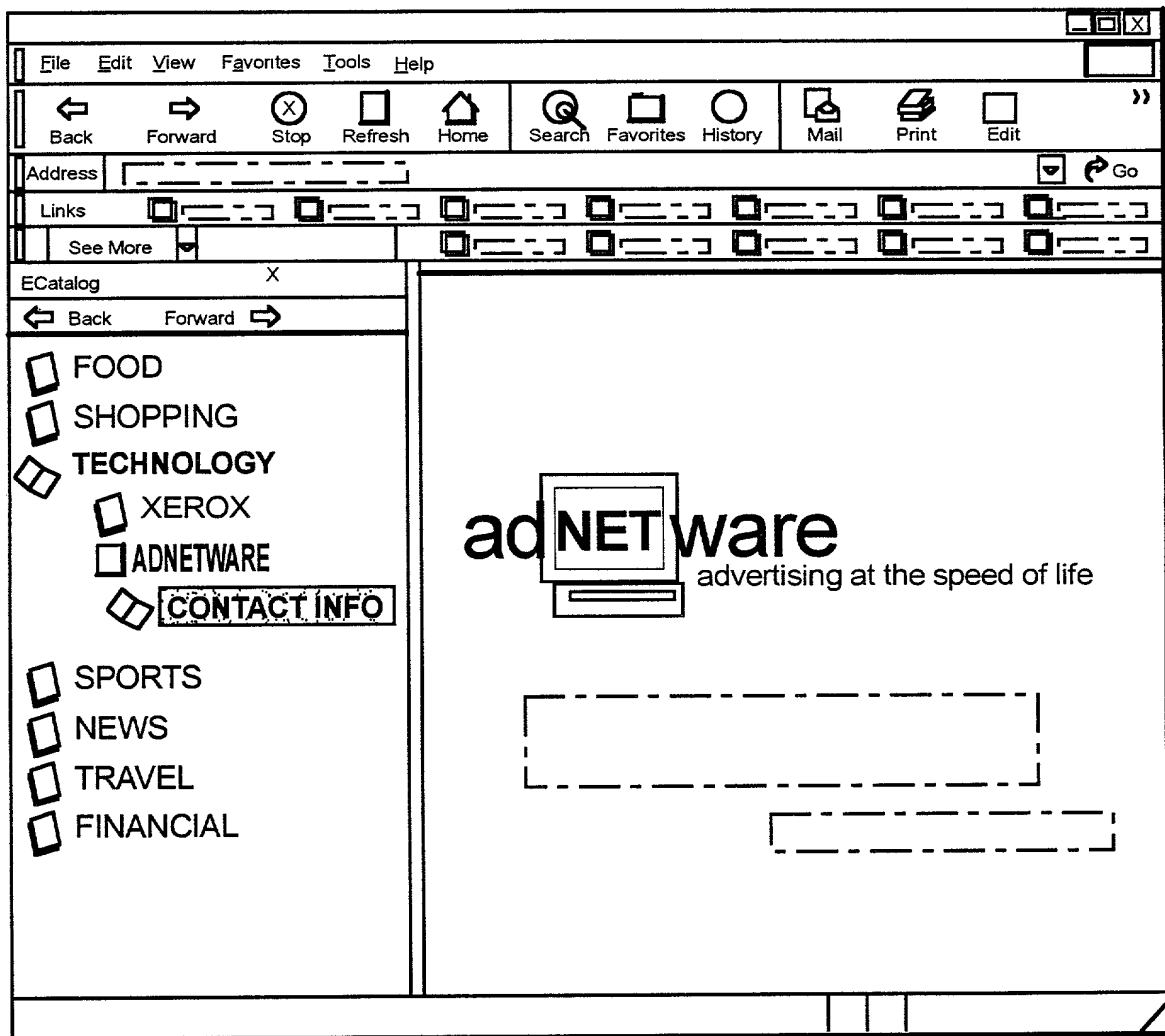 X
File Edit View Favorites Tools Help
Back Forward Stop Refresh Home Search Favorites History Mail Print Edit
Address Go
Links
See More
ECatalog X
Back Forward
FOOD
SHOPPING
TECHNOLOGY
XEROX
ADNETWARE
CONTACT INFO
SPORTS
NEWS
TRAVEL
FINANCIAL
adNETware
advertising at the speed of life